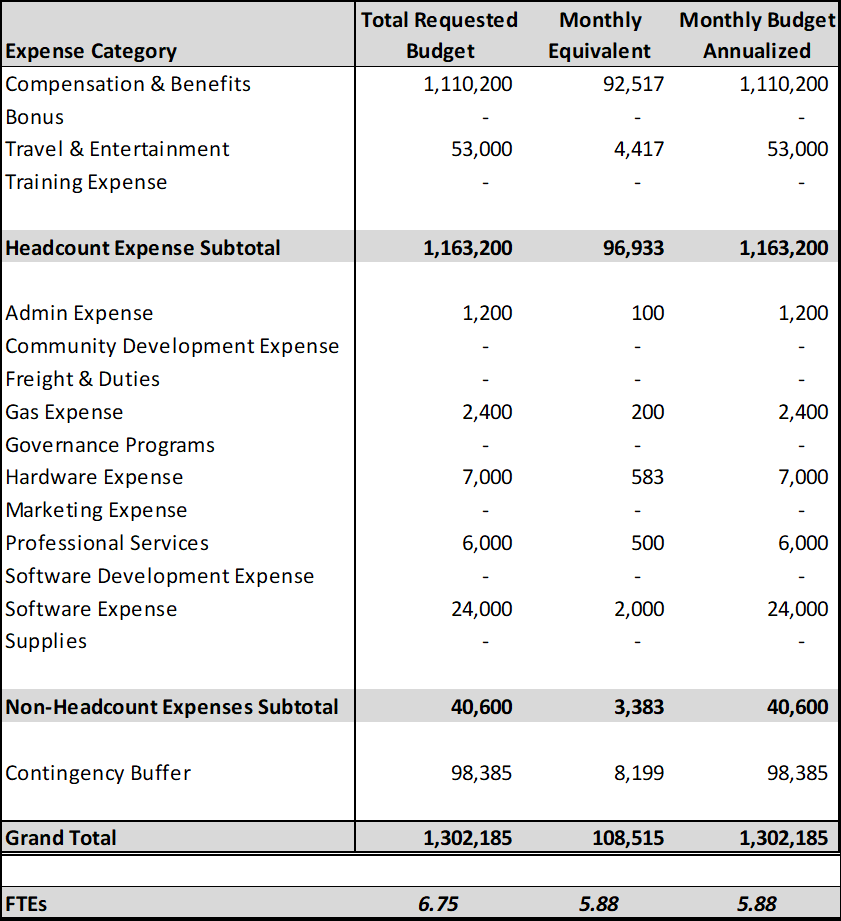 Expense Category Total Requested Budget Monthly Equivalent Monthly Budget Annualized
Compensation & Benefits 1,110,200 92,517 1,110,200
Bonus - - -
Travel & Entertainment 53,000 4,417 53,000
Training Expense - - -
Headcount Expense Subtotal 1,163,200 96,933 1,163,200
Admin Expense 1,200 100 1,200
Community Development Expense - - -
Freight & Duties - - -
Gas Expense 2,400 200 2,400
Governance Programs - - -
Hardware Expense 7,000 583 7,000
Marketing Expense - - -
Professional Services 6,000 500 6,000
Software Development Expense - - -
Software Expense 24,000 2,000 24,000
Supplies - - -
Non-Headcount Expenses Subtotal 40,600 3,383 40,600
Contingency Buffer 98,385 8,199 98,385
Grand Total 1,302,185 108,515 1,302,185
FTEs 6.75 5.88 5.88